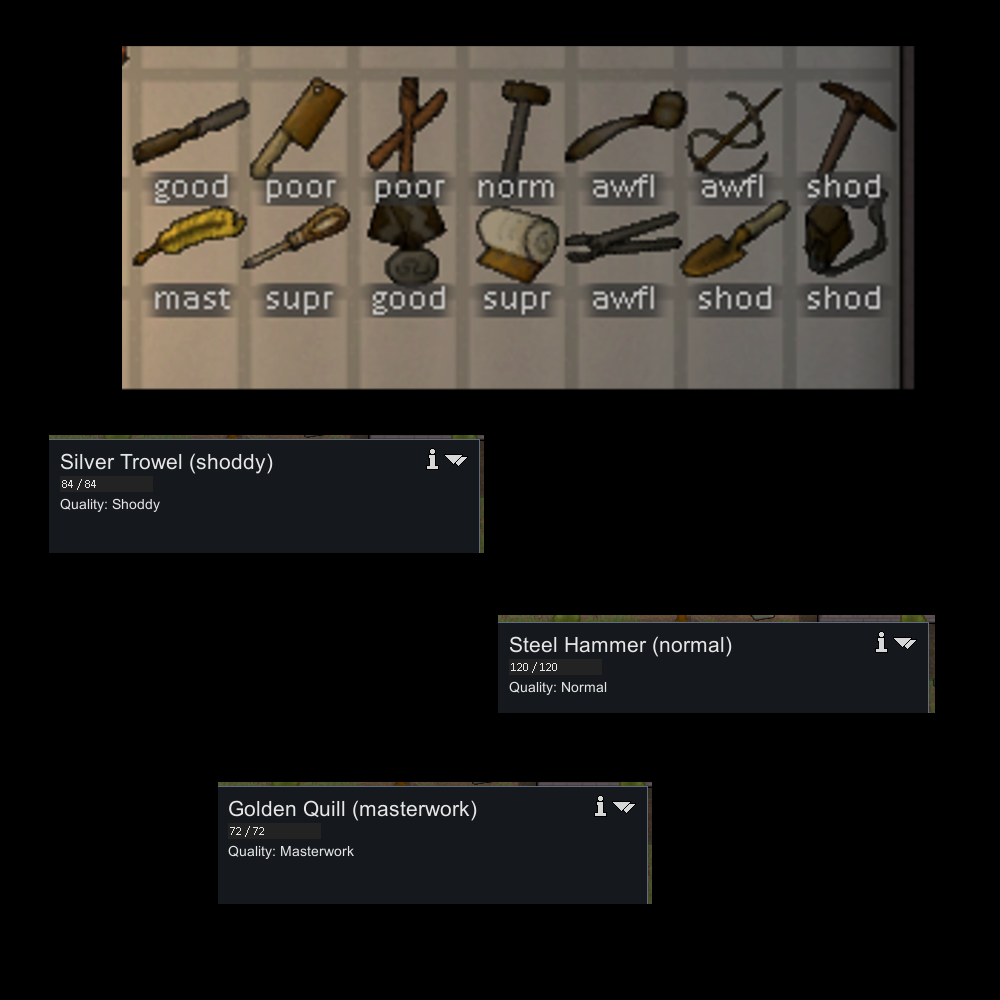 good poor poor norm awfl awfl shod
mast supr good supr awfl shod shod
Silver Trowel (shoddy)
84 / 84
Quality: Shoddy
Steel Hammer (normal)
120 / 120
Quality: Normal
Golden Quill (masterwork)
72 / 72
Quality: Masterwork